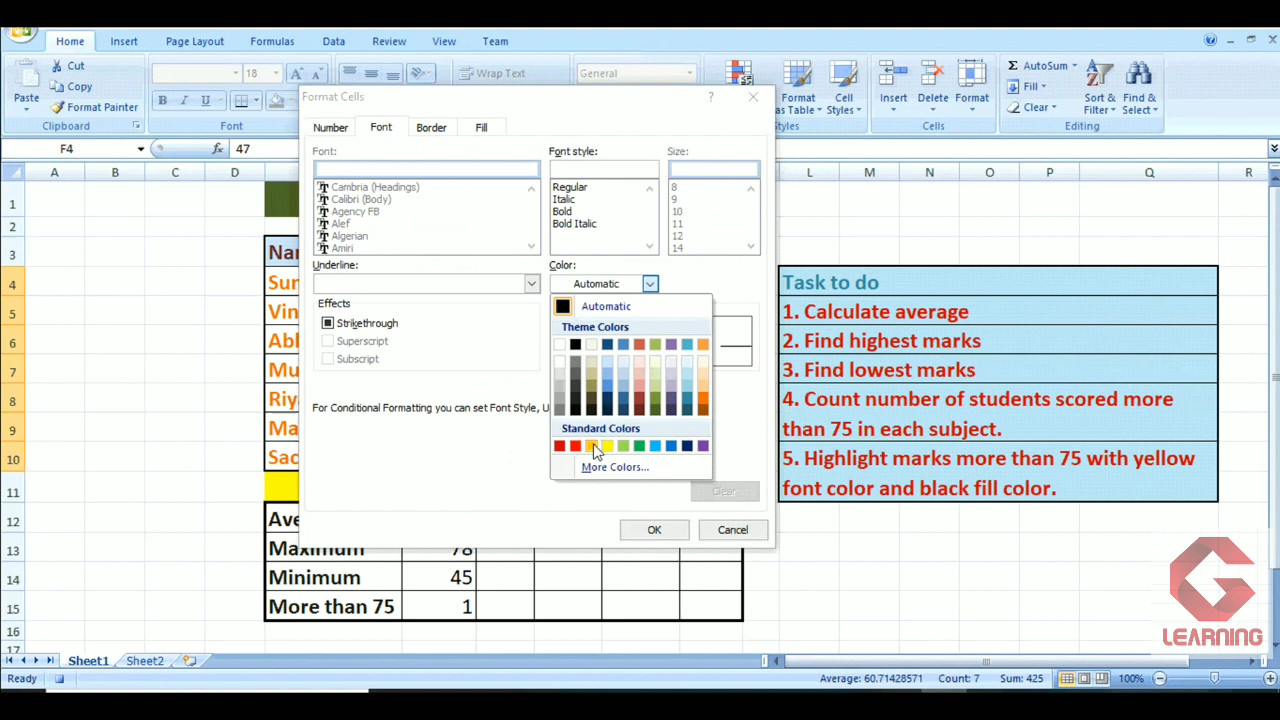 Home Insert Page Layout Formulas Data Review View Team
Paste Cut Copy Format Painter
18 Wrap Text General
Format as Table Cell Styles Insert Delete Format
AutoSum Fill Clear Sort & Filter Find & Select
Clipboard Font Styles Cells Editing
F4 fx 47
A B C D L M N O P Q R
1
2
3
4
5
6
7
8
9
10
11
12
13
14
15
16
17
Format Cells
Number Font Border Fill
Font: Font style: Size:
Cambria (Headings)
Calibri (Body)
Agency FB
Alef
Algerian
Amiri
Regular
Italic
Bold
Bold Italic
8
9
10
11
12
14
Underline: Color:
Automatic
Effects
Strikethrough
Superscript
Subscript
Automatic
Theme Colors
Standard Colors
More Colors...
For Conditional Formatting you can set Font Style, U
Clear
OK Cancel
Maximum 78
Minimum 45
More than 75 1
Task to do
1. Calculate average
2. Find highest marks
3. Find lowest marks
4. Count number of students scored more
than 75 in each subject.
5. Highlight marks more than 75 with yellow
font color and black fill color.
G
LEARNING
Sheet1 Sheet2
Ready Average: 60.71428571 Count: 7 Sum: 425 100%